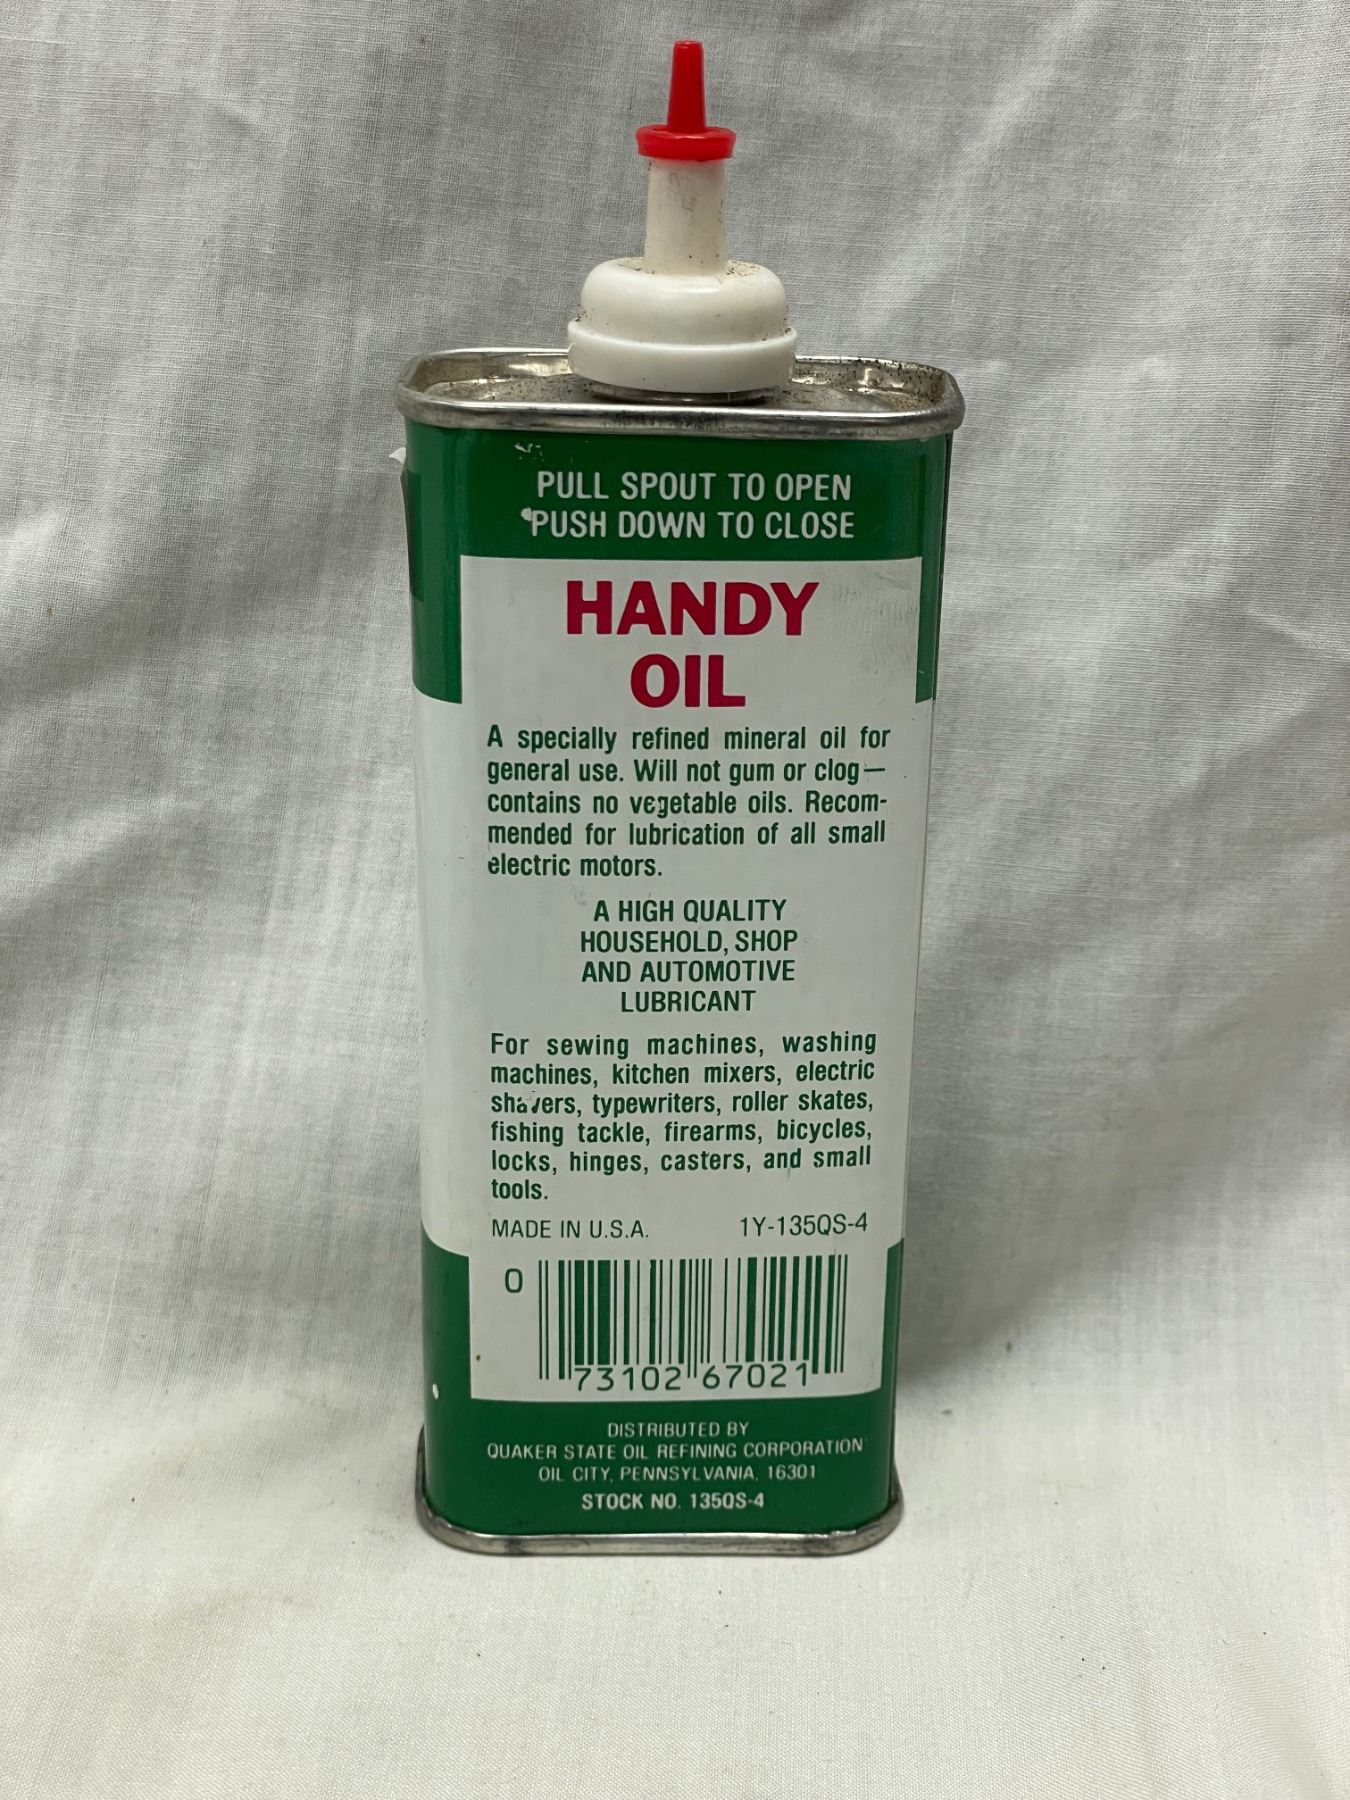 PULL SPOUT TO OPEN
PUSH DOWN TO CLOSE
HANDY
OIL
A specially refined mineral oil for
general use. Will not gum or clog—
contains no vegetable oils. Recom-
mended for lubrication of all small
electric motors.
A HIGH QUALITY
HOUSEHOLD, SHOP
AND AUTOMOTIVE
LUBRICANT
For sewing machines, washing
machines, kitchen mixers, electric
shavers, typewriters, roller skates,
fishing tackle, firearms, bicycles,
locks, hinges, casters, and small
tools.
MADE IN U.S.A. 1Y-135QS-4
0 73102 67021
DISTRIBUTED BY
QUAKER STATE OIL REFINING CORPORATION
OIL CITY, PENNSYLVANIA, 16301
STOCK NO. 135QS-4